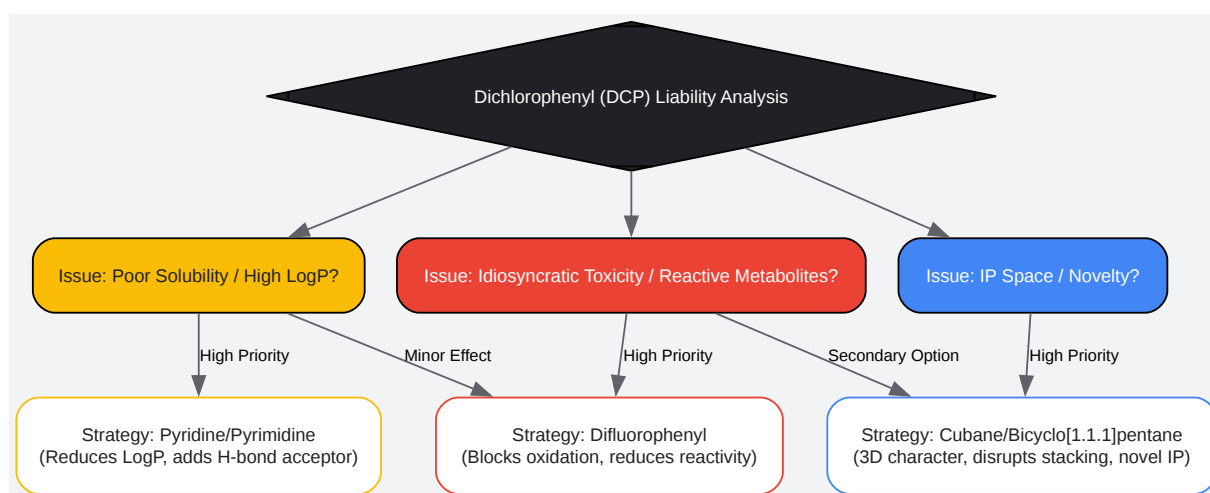 Dichlorophenyl (DCP) Liability Analysis
Issue: Poor Solubility / High LogP?
Issue: Idiosyncratic Toxicity / Reactive Metabolites?
Issue: IP Space / Novelty?
High Priority
Minor Effect
High Priority
Secondary Option
High Priority
Strategy: Pyridine/Pyrimidine
(Reduces LogP, adds H-bond acceptor)
Strategy: Difluorophenyl
(Blocks oxidation, reduces reactivity)
Strategy: Cubane/Bicyclo[1.1.1]pentane
(3D character, disrupts stacking, novel IP)